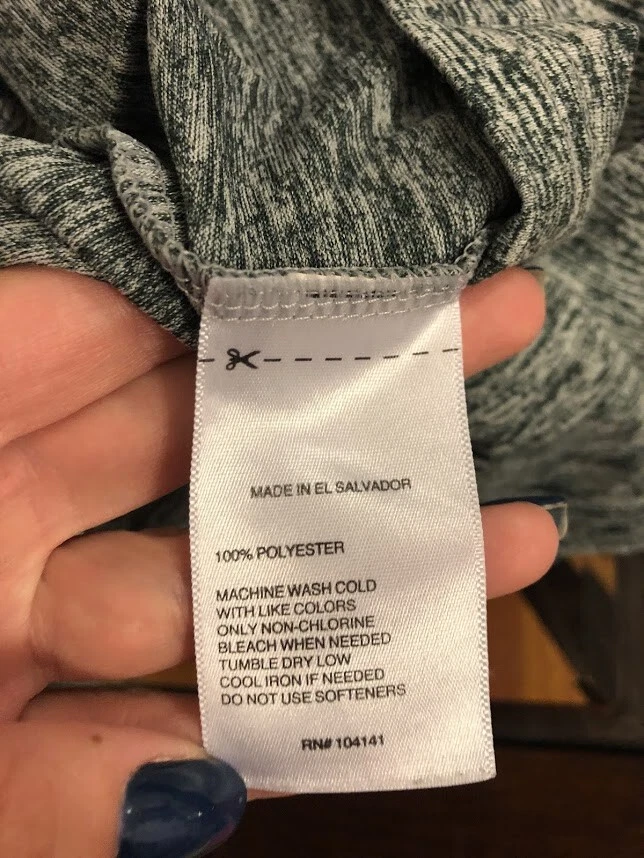 MADE IN EL SALVADOR
100% POLYESTER
MACHINE WASH COLD
WITH LIKE COLORS
ONLY NON-CHLORINE
BLEACH WHEN NEEDED
TUMBLE DRY LOW
COOL IRON IF NEEDED
DO NOT USE SOFTENERS
RN# 104141